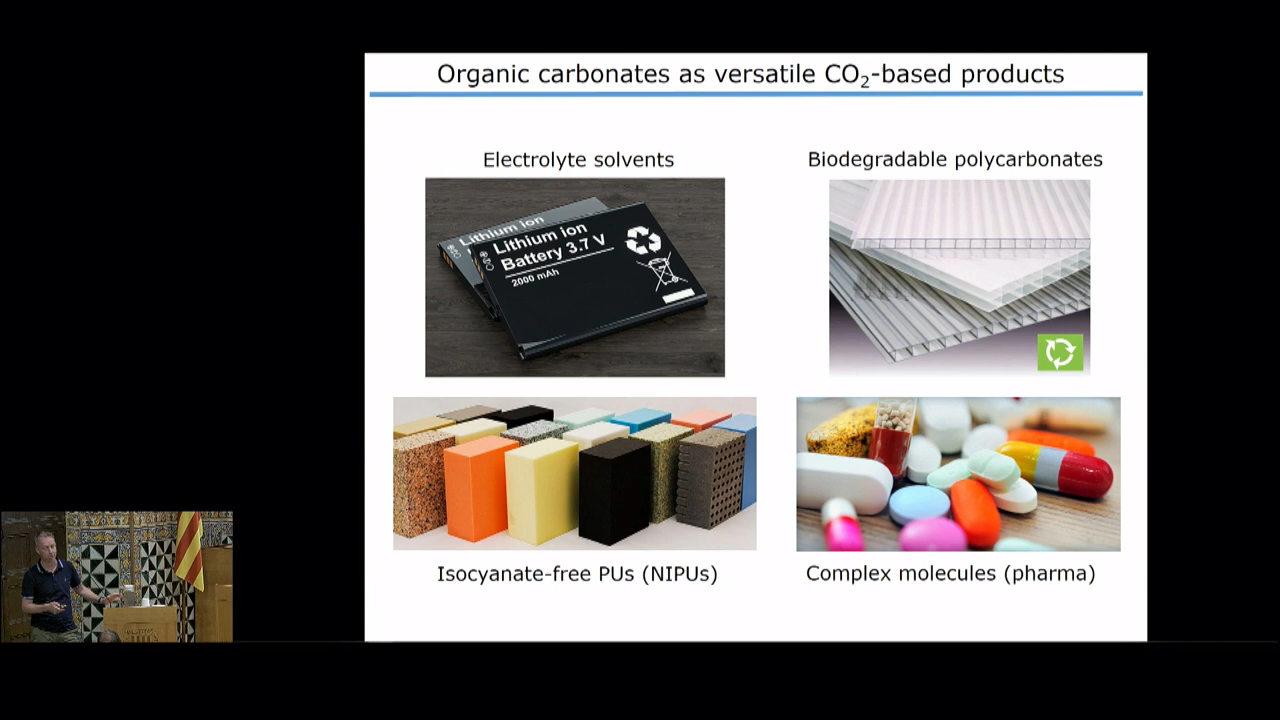 Organic carbonates as versatile CO₂-based products
Electrolyte solvents
Biodegradable polycarbonates
Lithium ion
Lithium ion
Battery 3.7 V
2000 mAh
Isocyanate-free PUs (NIPUs)
Complex molecules (pharma)